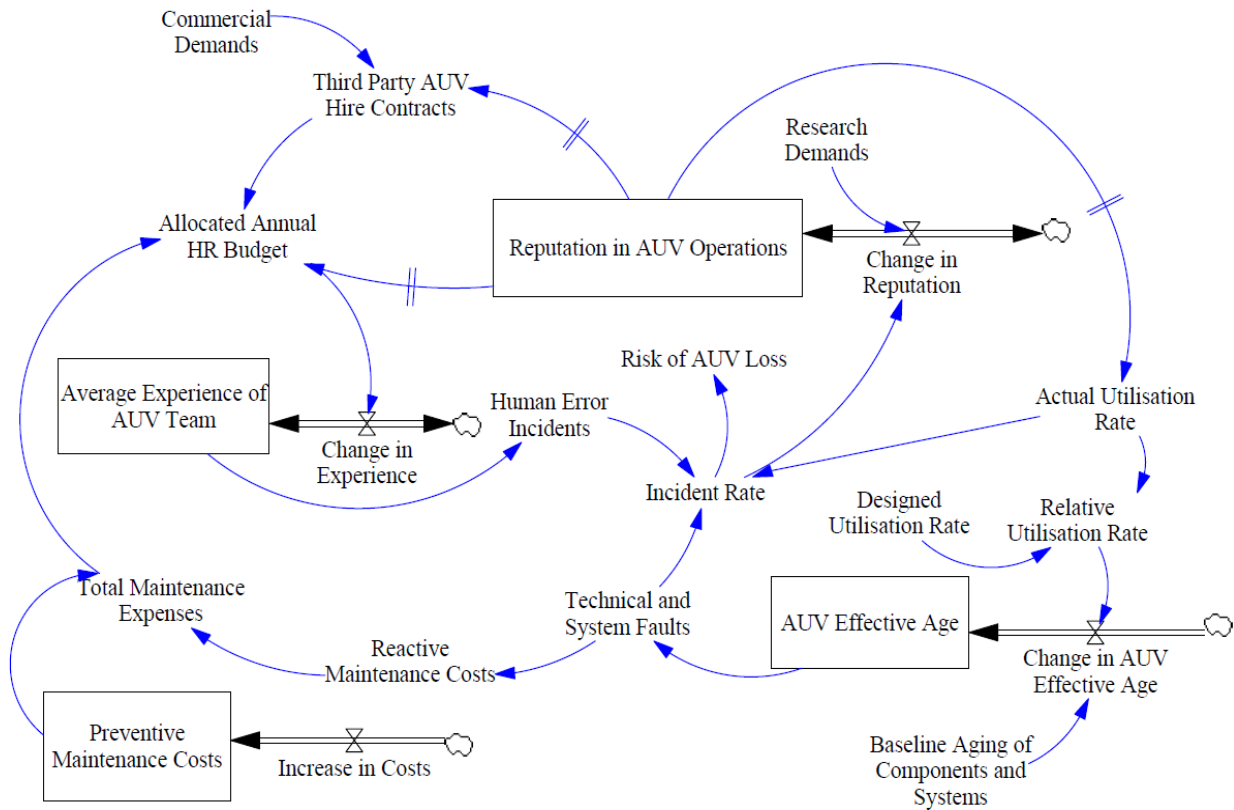 Commercial
Demands
Third Party AUV
Hire Contracts
Research
Demands
Allocated Annual
HR Budget
Reputation in AUV Operations
Change in
Reputation
Risk of AUV Loss
Average Experience of
AUV Team
Human Error
Incidents
Actual Utilisation
Rate
Change in
Experience
Incident Rate
Designed
Utilisation Rate
Relative
Utilisation Rate
Total Maintenance
Expenses
Technical and
System Faults
AUV Effective Age
Reactive
Maintenance Costs
Change in AUV
Effective Age
Preventive
Maintenance Costs
Increase in Costs
Baseline Aging of
Components and
Systems